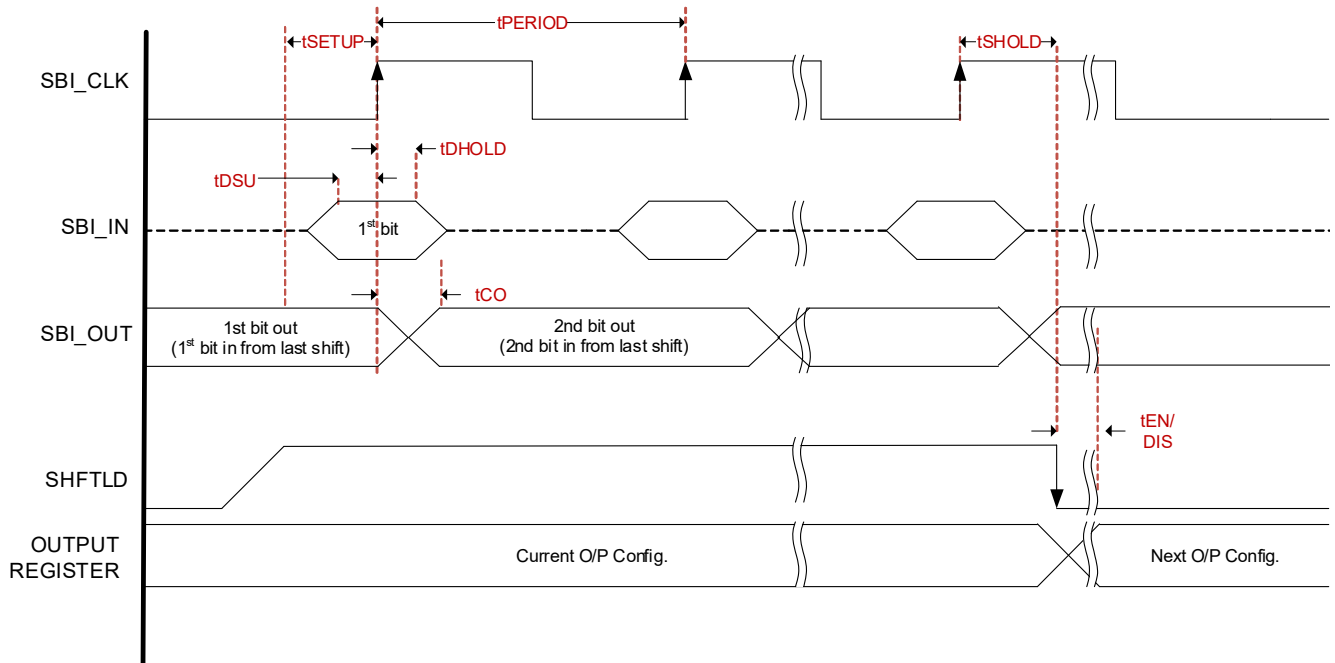 tPERIOD
tSETUP
tSHOLD
SBI_CLK
tDHOLD
tDSU
SBI_IN
1st bit
tCO
SBI_OUT
1st bit out
(1st bit in from last shift)
2nd bit out
(2nd bit in from last shift)
tEN/
DIS
SHFTLD
OUTPUT
REGISTER
Current O/P Config.
Next O/P Config.